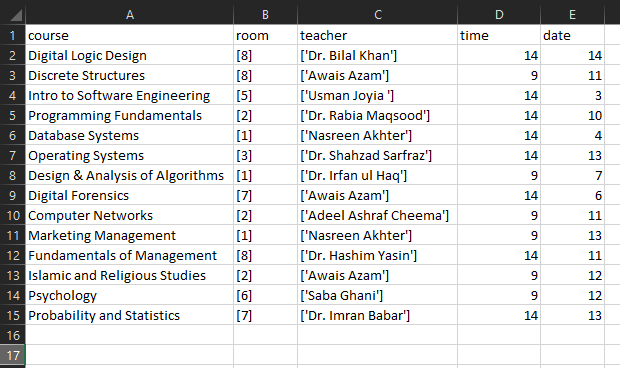 A B C D E
1 course room teacher time date
2 Digital Logic Design [8] ['Dr. Bilal Khan'] 14 14
3 Discrete Structures [8] ['Awais Azam'] 9 11
4 Intro to Software Engineering [5] ['Usman Joyia '] 14 3
5 Programming Fundamentals [2] ['Dr. Rabia Maqsood'] 14 10
6 Database Systems [1] ['Nasreen Akhter'] 14 4
7 Operating Systems [3] ['Dr. Shahzad Sarfraz'] 14 13
8 Design & Analysis of Algorithms [1] ['Dr. Irfan ul Haq'] 9 7
9 Digital Forensics [7] ['Awais Azam'] 14 6
10 Computer Networks [2] ['Adeel Ashraf Cheema'] 9 11
11 Marketing Management [1] ['Nasreen Akhter'] 9 13
12 Fundamentals of Management [8] ['Dr. Hashim Yasin'] 14 11
13 Islamic and Religious Studies [2] ['Awais Azam'] 9 12
14 Psychology [6] ['Saba Ghani'] 9 12
15 Probability and Statistics [7] ['Dr. Imran Babar'] 14 13
16
17